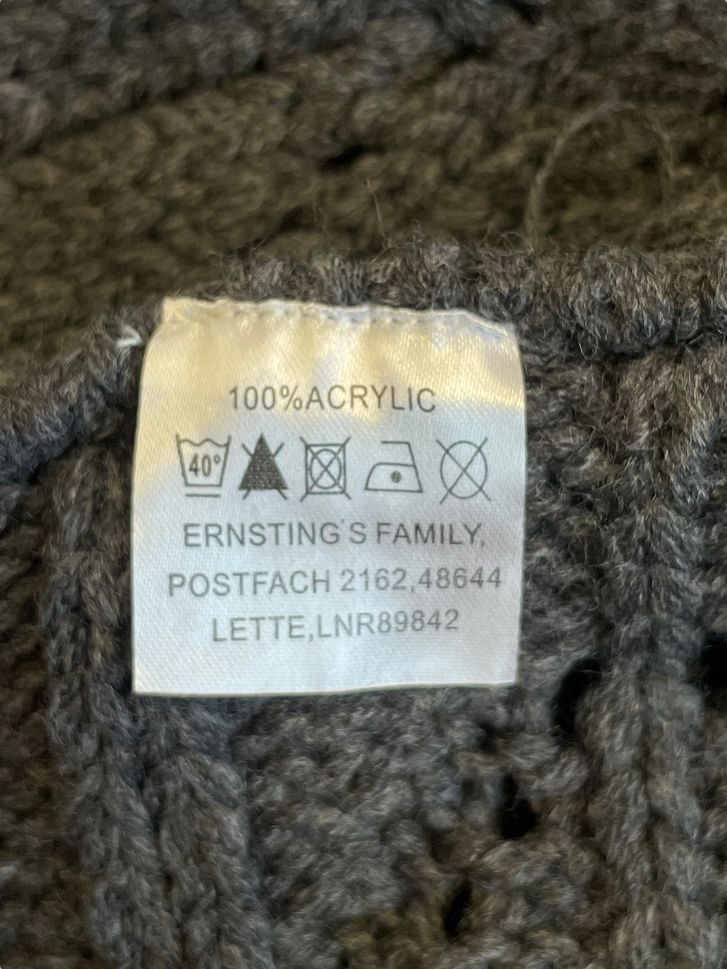 100%ACRYLIC
40°
ERNSTING'S FAMILY,
POSTFACH 2162,48644
LETTE,LNR89842